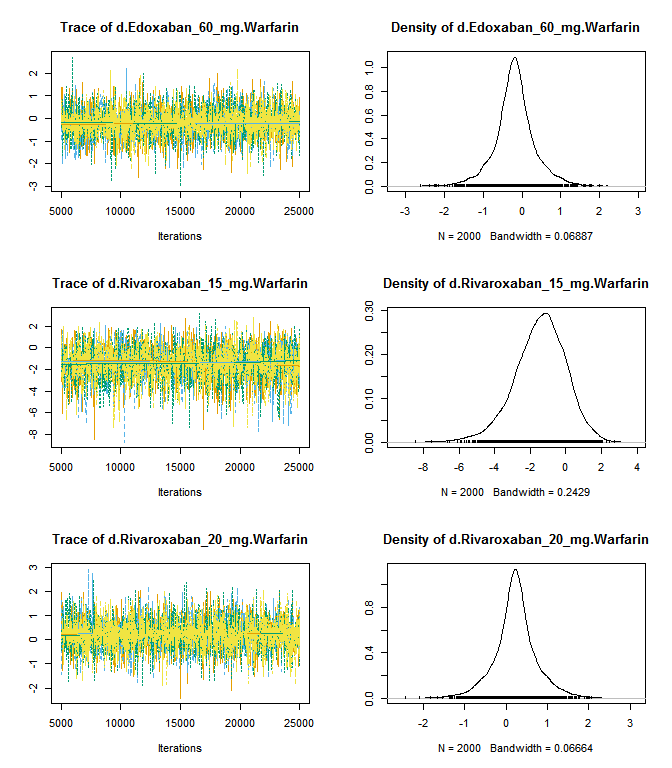 Trace of d.Edoxaban_60_mg.Warfarin
2
1
0
-1
-2
-3
5000 10000 15000 20000 25000
Iterations
Density of d.Edoxaban_60_mg.Warfarin
1.0
0.8
0.6
0.4
0.2
0.0
-3 -2 -1 0 1 2 3
N = 2000 Bandwidth = 0.06887
Trace of d.Rivaroxaban_15_mg.Warfarin
2
0
-2
-4
-6
-8
5000 10000 15000 20000 25000
Iterations
Density of d.Rivaroxaban_15_mg.Warfarin
0.30
0.20
0.10
0.00
-8 -6 -4 -2 0 2 4
N = 2000 Bandwidth = 0.2429
Trace of d.Rivaroxaban_20_mg.Warfarin
3
2
1
0
-1
-2
5000 10000 15000 20000 25000
Iterations
Density of d.Rivaroxaban_20_mg.Warfarin
0.8
0.4
0.0
-2 -1 0 1 2 3
N = 2000 Bandwidth = 0.06664